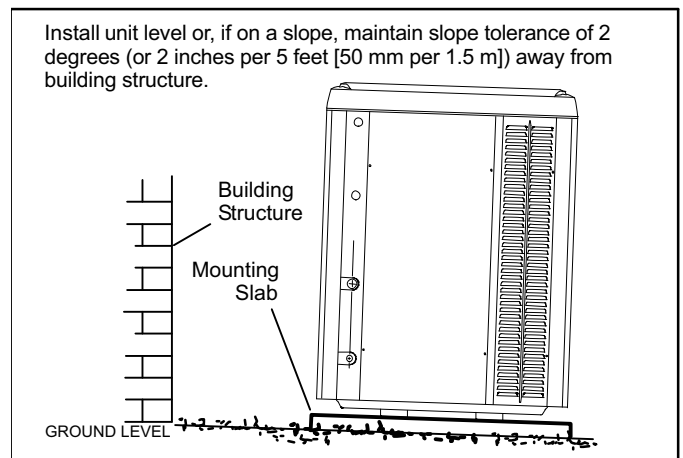 Install unit level or, if on a slope, maintain slope tolerance of 2
degrees (or 2 inches per 5 feet [50 mm per 1.5 m]) away from
building structure.
Building
Structure
Mounting
Slab
GROUND LEVEL